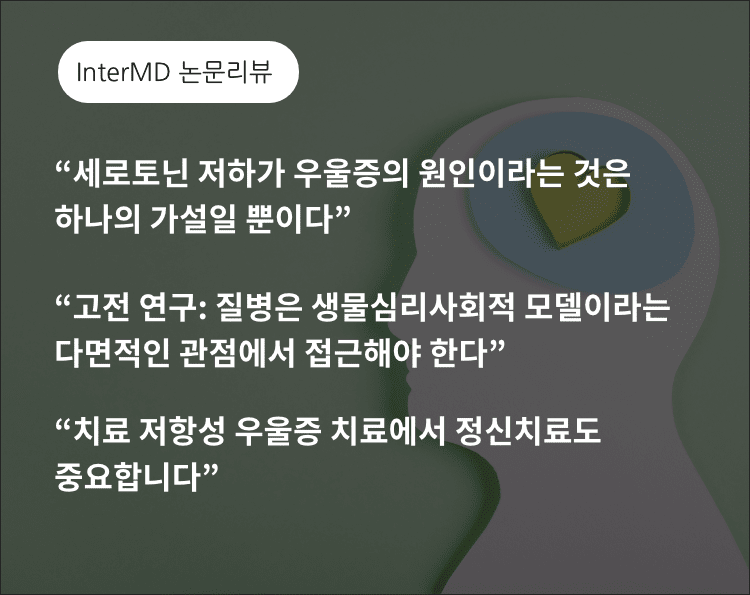 InterMD 논문리뷰
“세로토닌 저하가 우울증의 원인이라는 것은
하나의 가설일 뿐이다”
“고전 연구: 질병은 생물심리사회적 모델이라는
다면적인 관점에서 접근해야 한다”
“치료 저항성 우울증 치료에서 정신치료도
중요합니다”